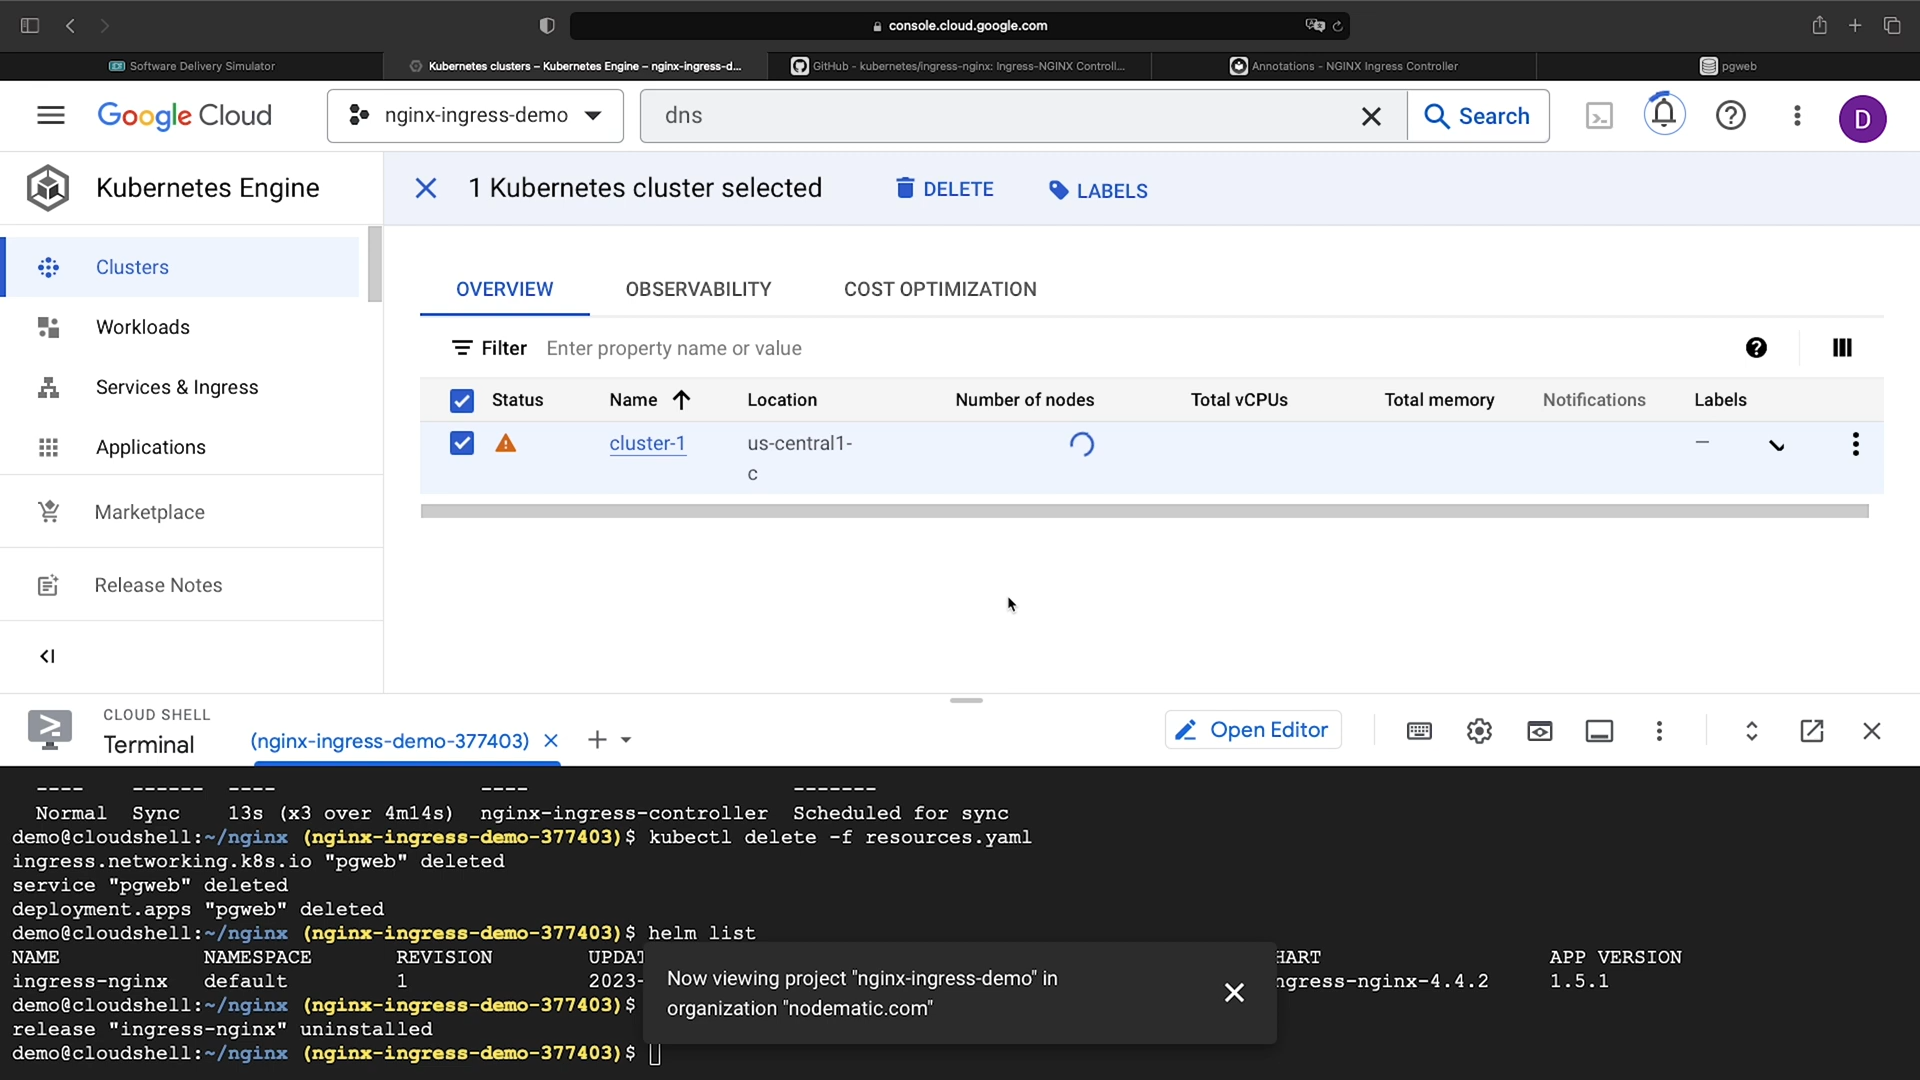 console.cloud.google.com
Software Delivery Simulator
Kubernetes clusters – Kubernetes Engine – nginx-ingress-d...
GitHub - kubernetes/ingress-nginx: Ingress-NGINX Controll...
Annotations - NGINX Ingress Controller
pgweb
Google Cloud
nginx-ingress-demo
dns
Search
D
Kubernetes Engine
1 Kubernetes cluster selected
DELETE
LABELS
Clusters
Workloads
Services & Ingress
Applications
Marketplace
Release Notes
OVERVIEW OBSERVABILITY COST OPTIMIZATION
Filter Enter property name or value
Status Name Location Number of nodes Total vCPUs Total memory Notifications Labels
cluster-1 us-central1- –
c
CLOUD SHELL
Terminal
(nginx-ingress-demo-377403)
Open Editor
---- ------ ---- ---- -------
Normal Sync 13s (x3 over 4m14s) nginx-ingress-controller Scheduled for sync
demo@cloudshell:~/nginx (nginx-ingress-demo-377403)$ kubectl delete -f resources.yaml
ingress.networking.k8s.io "pgweb" deleted
service "pgweb" deleted
deployment.apps "pgweb" deleted
demo@cloudshell:~/nginx (nginx-ingress-demo-377403)$ helm list
NAME NAMESPACE REVISION UPDAT HART APP VERSION
ingress-nginx default 1 2023- ngress-nginx-4.4.2 1.5.1
demo@cloudshell:~/nginx (nginx-ingress-demo-377403)$
release "ingress-nginx" uninstalled
demo@cloudshell:~/nginx (nginx-ingress-demo-377403)$
Now viewing project "nginx-ingress-demo" in
organization "nodematic.com"